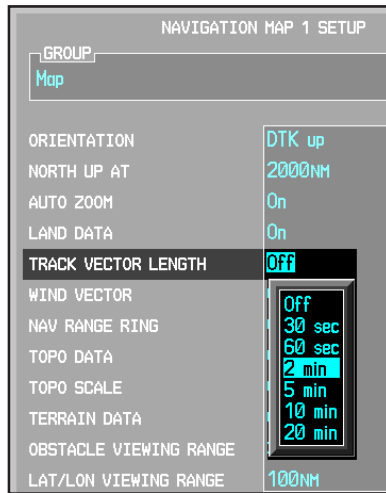 NAVIGATION MAP 1 SETUP
GROUP
Map
ORIENTATION DTK up
NORTH UP AT 2000NM
AUTO ZOOM On
LAND DATA On
TRACK VECTOR LENGTH Off
WIND VECTOR
NAV RANGE RING
TOPO DATA
TOPO SCALE
TERRAIN DATA
OBSTACLE VIEWING RANGE
LAT/LON VIEWING RANGE 100NM
Off
30 sec
60 sec
2 min
5 min
10 min
20 min